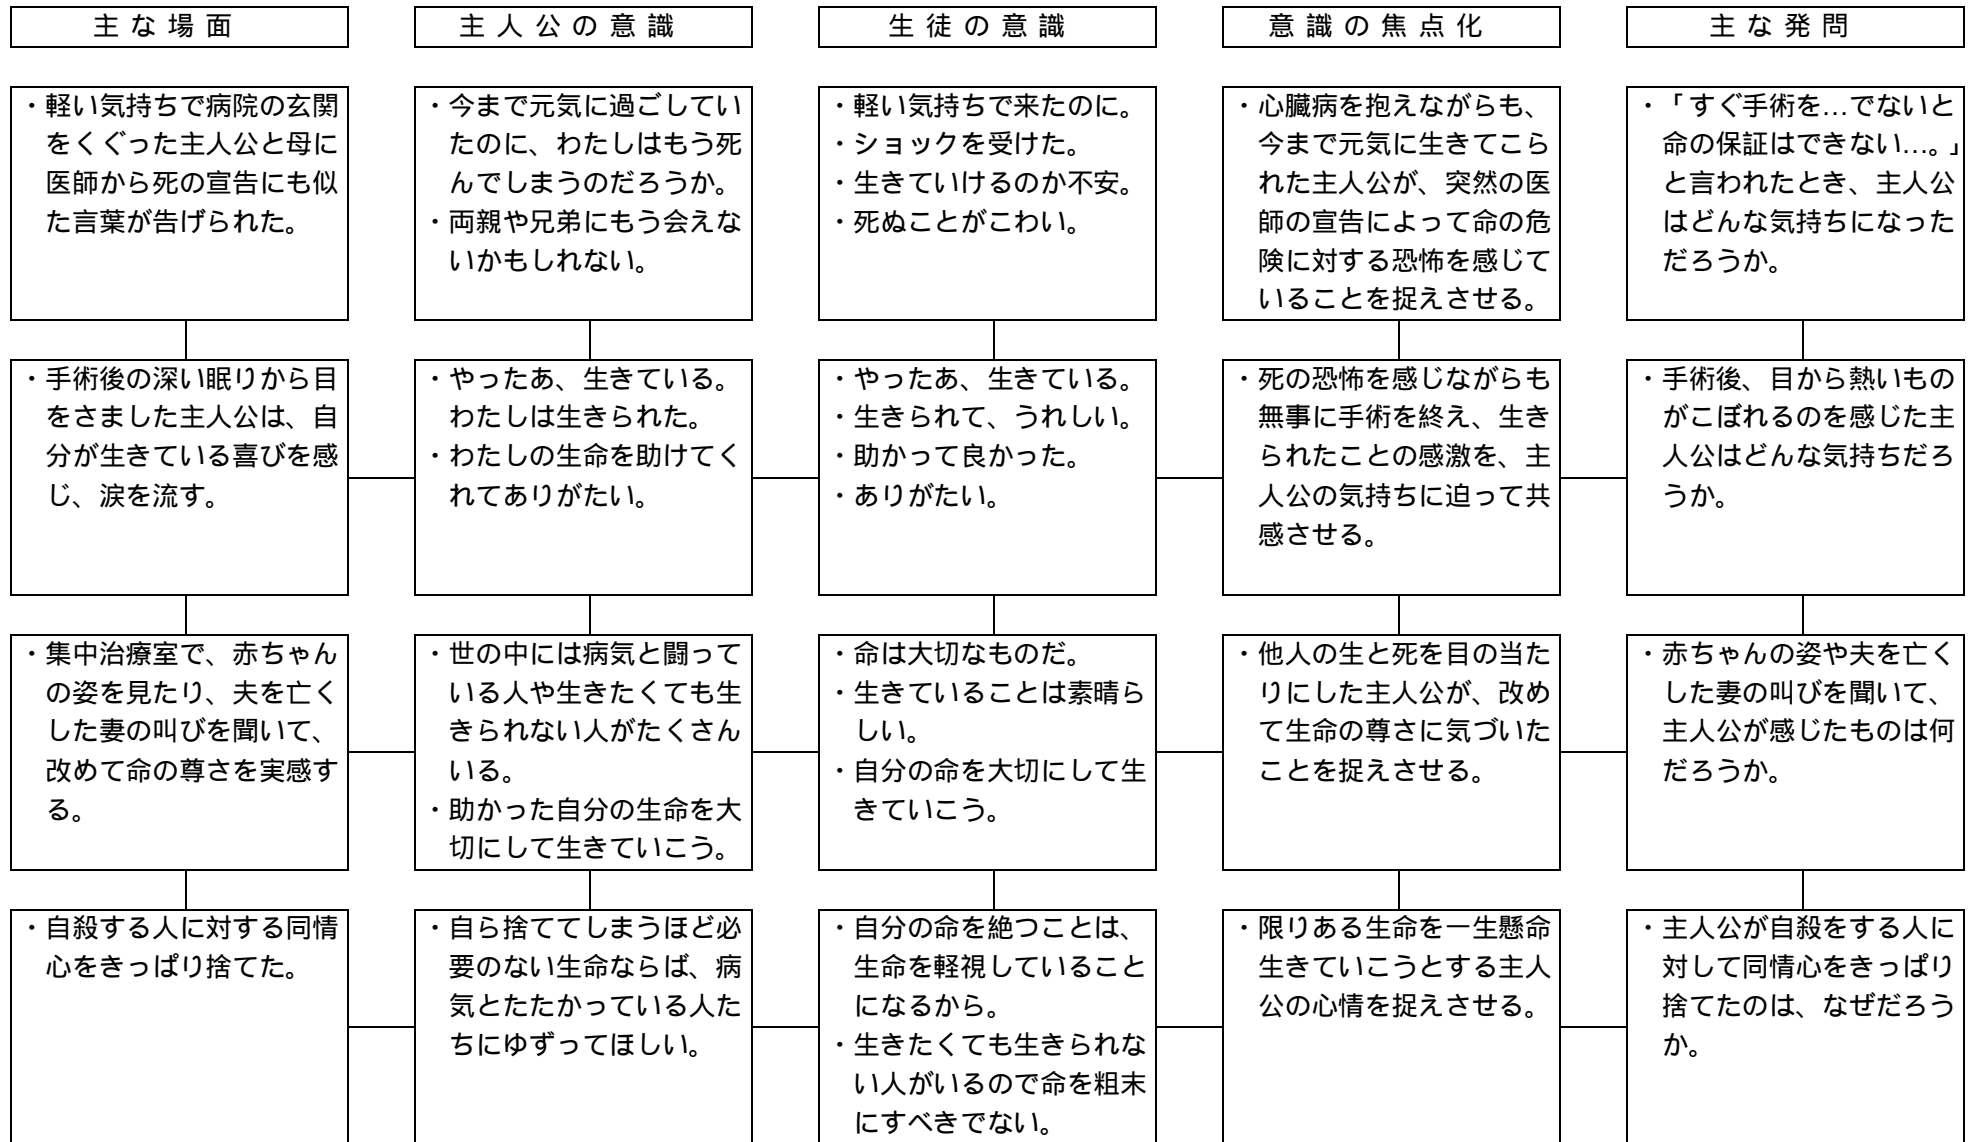 主な場面
主人公の意識
生徒の意識
意識の焦点化
主な発問
・軽い気持ちで病院の玄関
をくぐった主人公と母に
医師から死の宣告にも似
た言葉が告げられた。
・今まで元気に過ごしてい
たのに、わたしはもう死
んでしまうのだろうか。
・両親や兄弟にもう会えな
いかもしれない。
・軽い気持ちで来たのに。
・ショックを受けた。
・生きていけるのか不安。
・死ぬことがこわい。
・心臓病を抱えながらも、
今まで元気に生きてこら
れた主人公が、突然の医
師の宣告によって命の危
険に対する恐怖を感じて
いることを捉えさせる。
・「すぐ手術を…でないと
命の保証はできない…。」
と言われたとき、主人公
はどんな気持ちになった
だろうか。
・手術後の深い眠りから目
をさました主人公は、自
分が生きている喜びを感
じ、涙を流す。
・やったあ、生きている。
わたしは生きられた。
・わたしの生命を助けてく
れてありがたい。
・やったあ、生きている。
・生きられて、うれしい。
・助かって良かった。
・ありがたい。
・死の恐怖を感じながらも
無事に手術を終え、生き
られたことの感激を、主
人公の気持ちに迫って共
感させる。
・手術後、目から熱いもの
がこぼれるのを感じた主
人公はどんな気持ちだろ
うか。
・集中治療室で、赤ちゃん
の姿を見たり、夫を亡く
した妻の叫びを聞いて、
改めて命の尊さを実感す
る。
・世の中には病気と闘って
いる人や生きたくても生
きられない人がたくさん
いる。
・助かった自分の生命を大
切にして生きていこう。
・命は大切なものだ。
・生きていることは素晴ら
しい。
・自分の命を大切にして生
きていこう。
・他人の生と死を目の当た
りにした主人公が、改め
て生命の尊さに気づいた
ことを捉えさせる。
・赤ちゃんの姿や夫を亡く
した妻の叫びを聞いて、
主人公が感じたものは何
だろうか。
・自殺する人に対する同情
心をきっぱり捨てた。
・自ら捨ててしまうほど必
要のない生命ならば、病
気とたたかっている人た
ちにゆずってほしい。
・自分の命を絶つことは、
生命を軽視していること
になるから。
・生きたくても生きられな
い人がいるので命を粗末
にすべきでない。
・限りある生命を一生懸命
生きていこうとする主人
公の心情を捉えさせる。
・主人公が自殺をする人に
対して同情心をきっぱり
捨てたのは、なぜだろう
か。